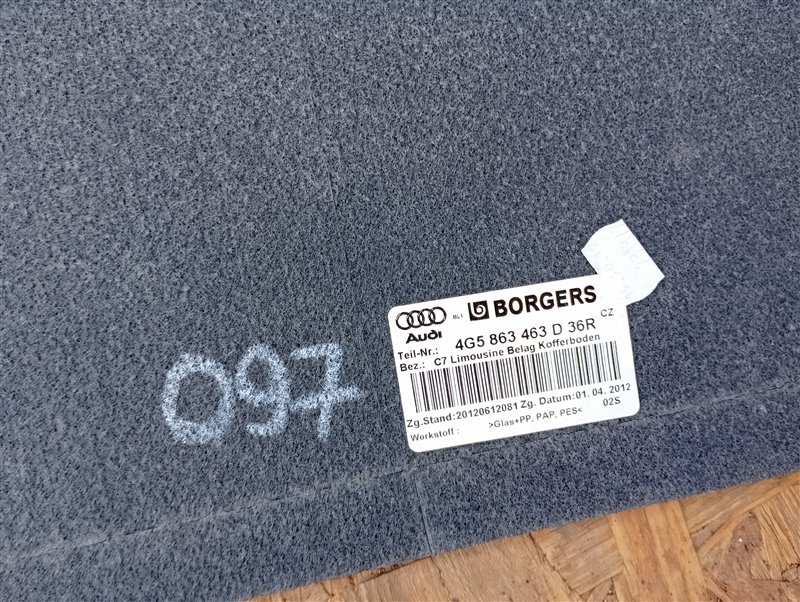 BLT BORGERS
Audi
Teil-Nr.: 4G5 863 463 D 36R CZ
Bez.: C7 Limousine Belag Kofferboden
Zg.Stand:20120612081 Zg. Datum:01. 04. 2012
Werkstoff : >Glas+PP, PAP, PES< 02S
097